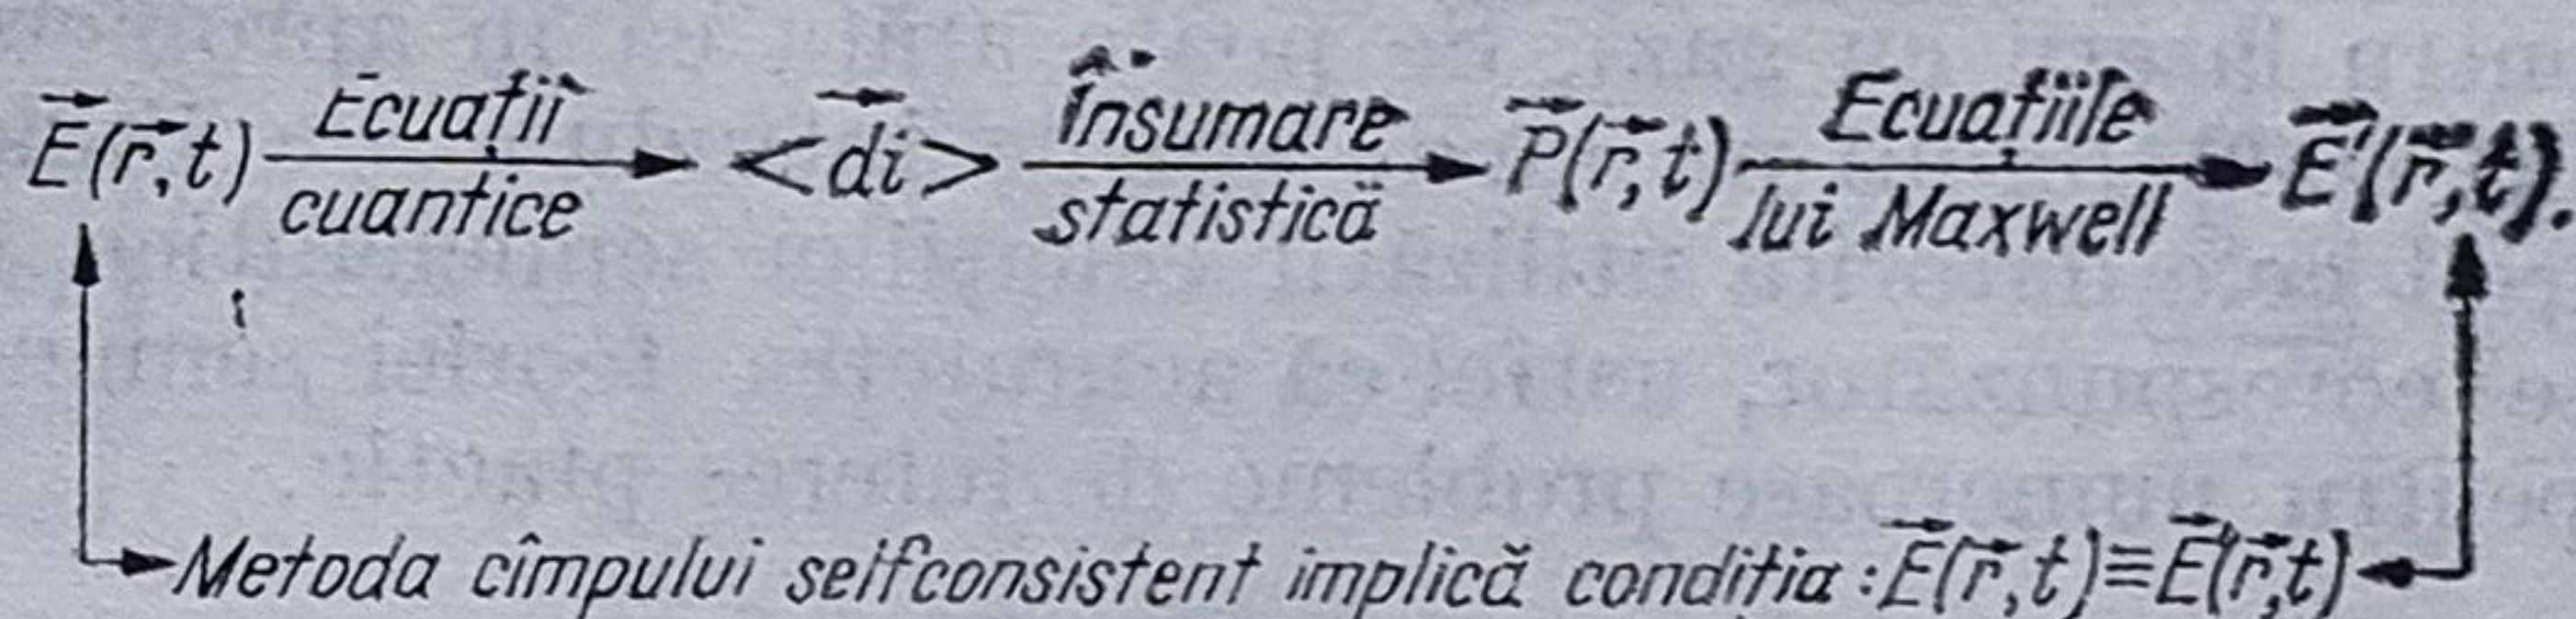 E⃗(r⃗,t) Ecuații cuantice <d⃗i> Însumare statistică P⃗(r⃗,t) Ecuațiile lui Maxwell E⃗'(r⃗,t).
Metoda cîmpului selfconsistent implică condiția: E⃗(r⃗,t)≡E⃗'(r⃗,t)